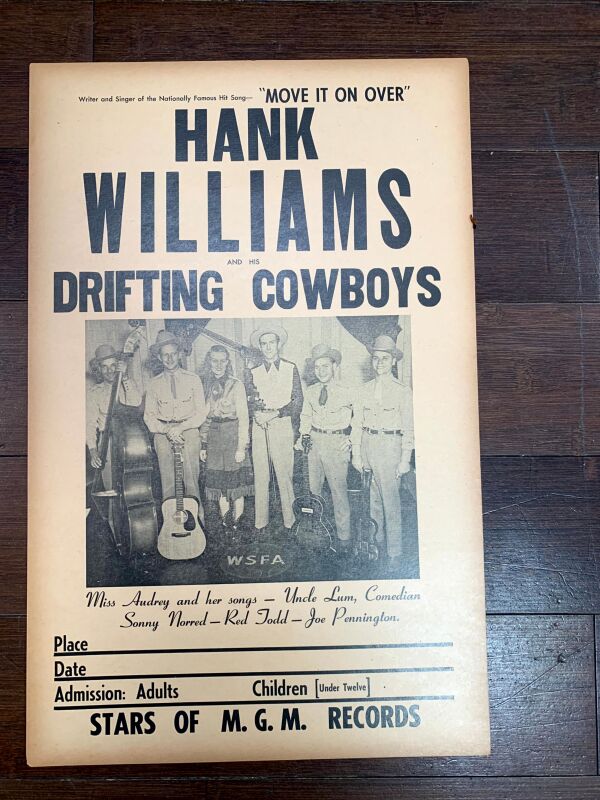 Writer and Singer of the Nationally Famous Hit Song— "MOVE IT ON OVER"
HANK
WILLIAMS
AND HIS
DRIFTING COWBOYS
WSFA
Miss Audrey and her songs — Uncle Lum, Comedian
Sonny Norred — Red Todd — Joe Pennington.
Place
Date
Admission: Adults Children [Under Twelve]
STARS OF M. G. M. RECORDS